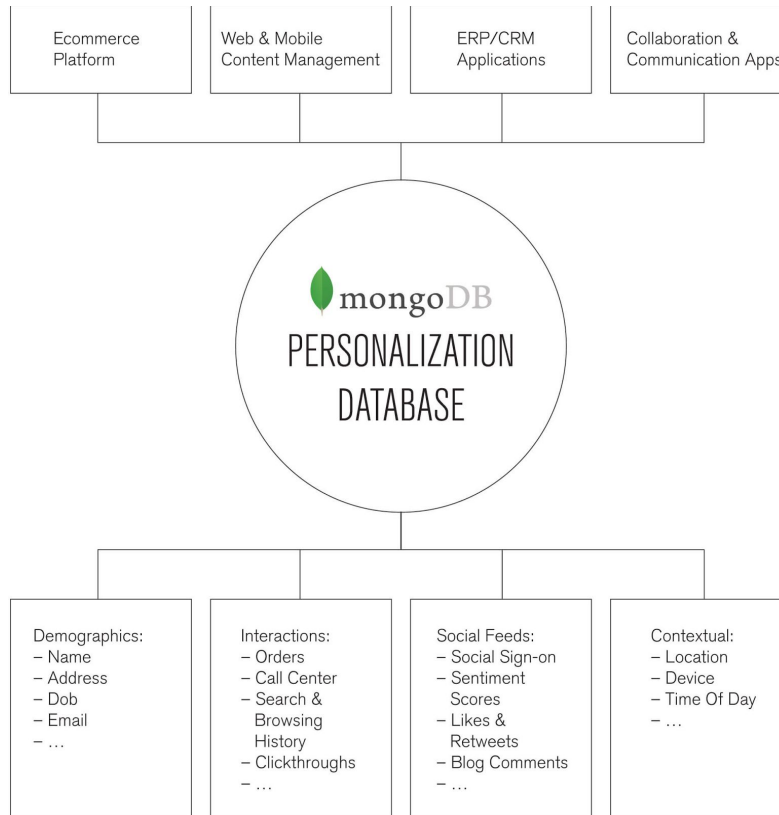 Ecommerce
Platform
Web & Mobile
Content Management
ERP/CRM
Applications
Collaboration &
Communication Apps
mongoDB
PERSONALIZATION
DATABASE
Demographics:
– Name
– Address
– Dob
– Email
– ...
Interactions:
– Orders
– Call Center
– Search &
Browsing
History
– Clickthroughs
– ...
Social Feeds:
– Social Sign-on
– Sentiment
Scores
– Likes &
Retweets
– Blog Comments
– ...
Contextual:
– Location
– Device
– Time Of Day
– ...